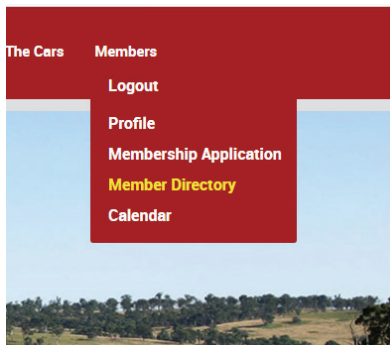 The Cars Members
Logout
Profile
Membership Application
Member Directory
Calendar